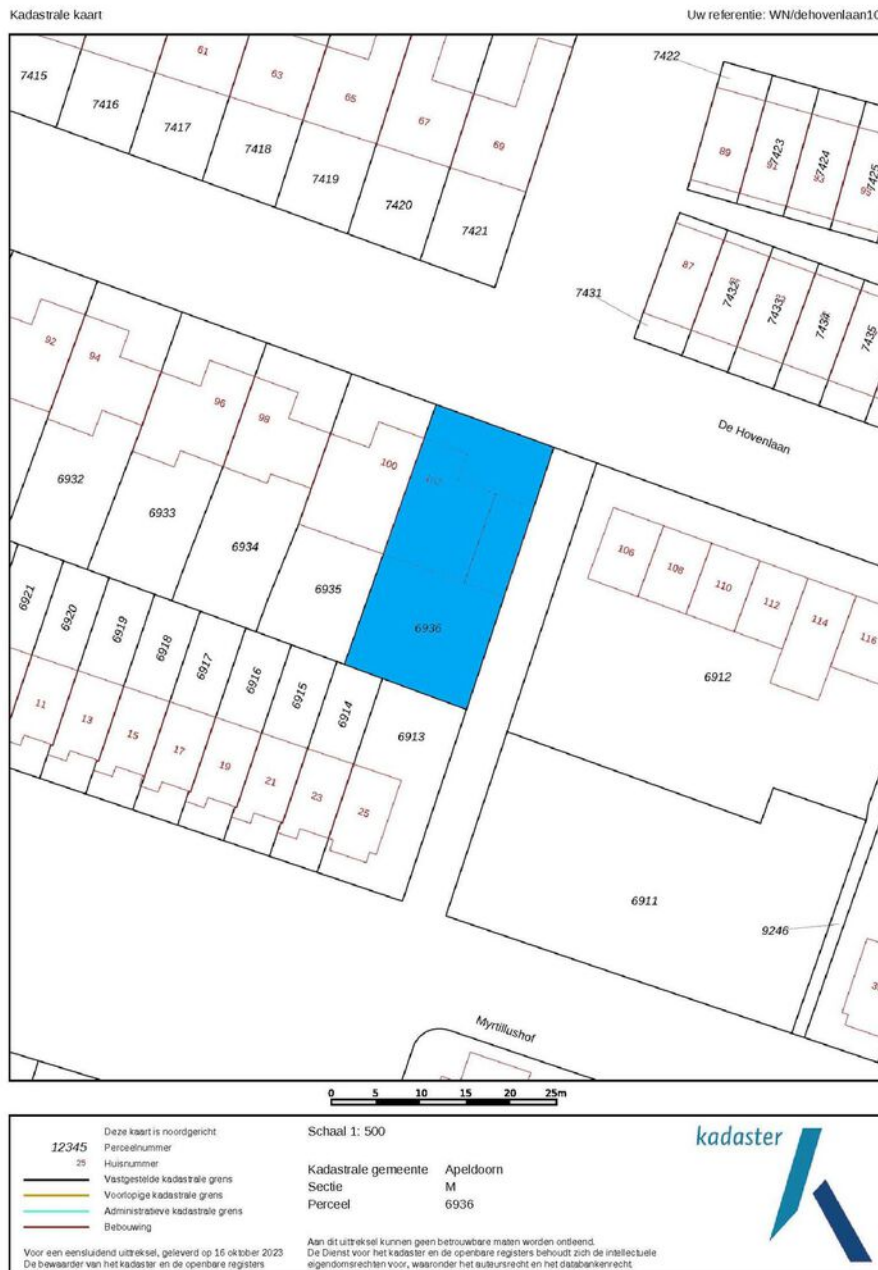 Kadastrale kaart
Uw referentie: WN/dehovenlaan10
7422
61
63
65
67
69
7415
7416
7417
7418
7419
7420
7421
89
7423
7424
7425
87
7431
7432
7433
7434
7435
De Hovenlaan
92
94
96
98
100
6932
6933
6934
6935
6936
106
108
110
112
114
116
6912
6921
6920
6919
6918
6917
6916
6915
6914
6913
11
13
15
17
19
21
23
25
6911
9246
Myrtillushof
0 5 10 15 20 25m
Deze kaart is noordgericht
12345 Perceelnummer
25 Huisnummer
Vastgestelde kadastrale grens
Voorlopige kadastrale grens
Administratieve kadastrale grens
Bebouwing
Voor een eensluidend uittreksel, geleverd op 16 oktober 2023
De bewaarder van het kadaster en de openbare registers
Schaal 1: 500
Kadastrale gemeente Apeldoorn
Sectie M
Perceel 6936
Aan dit uittreksel kunnen geen betrouwbare maten worden ontleend.
De Dienst voor het kadaster en de openbare registers behoudt zich de intellectuele
eigendomsrechten voor, waaronder het auteursrecht en het databankenrecht.
kadaster